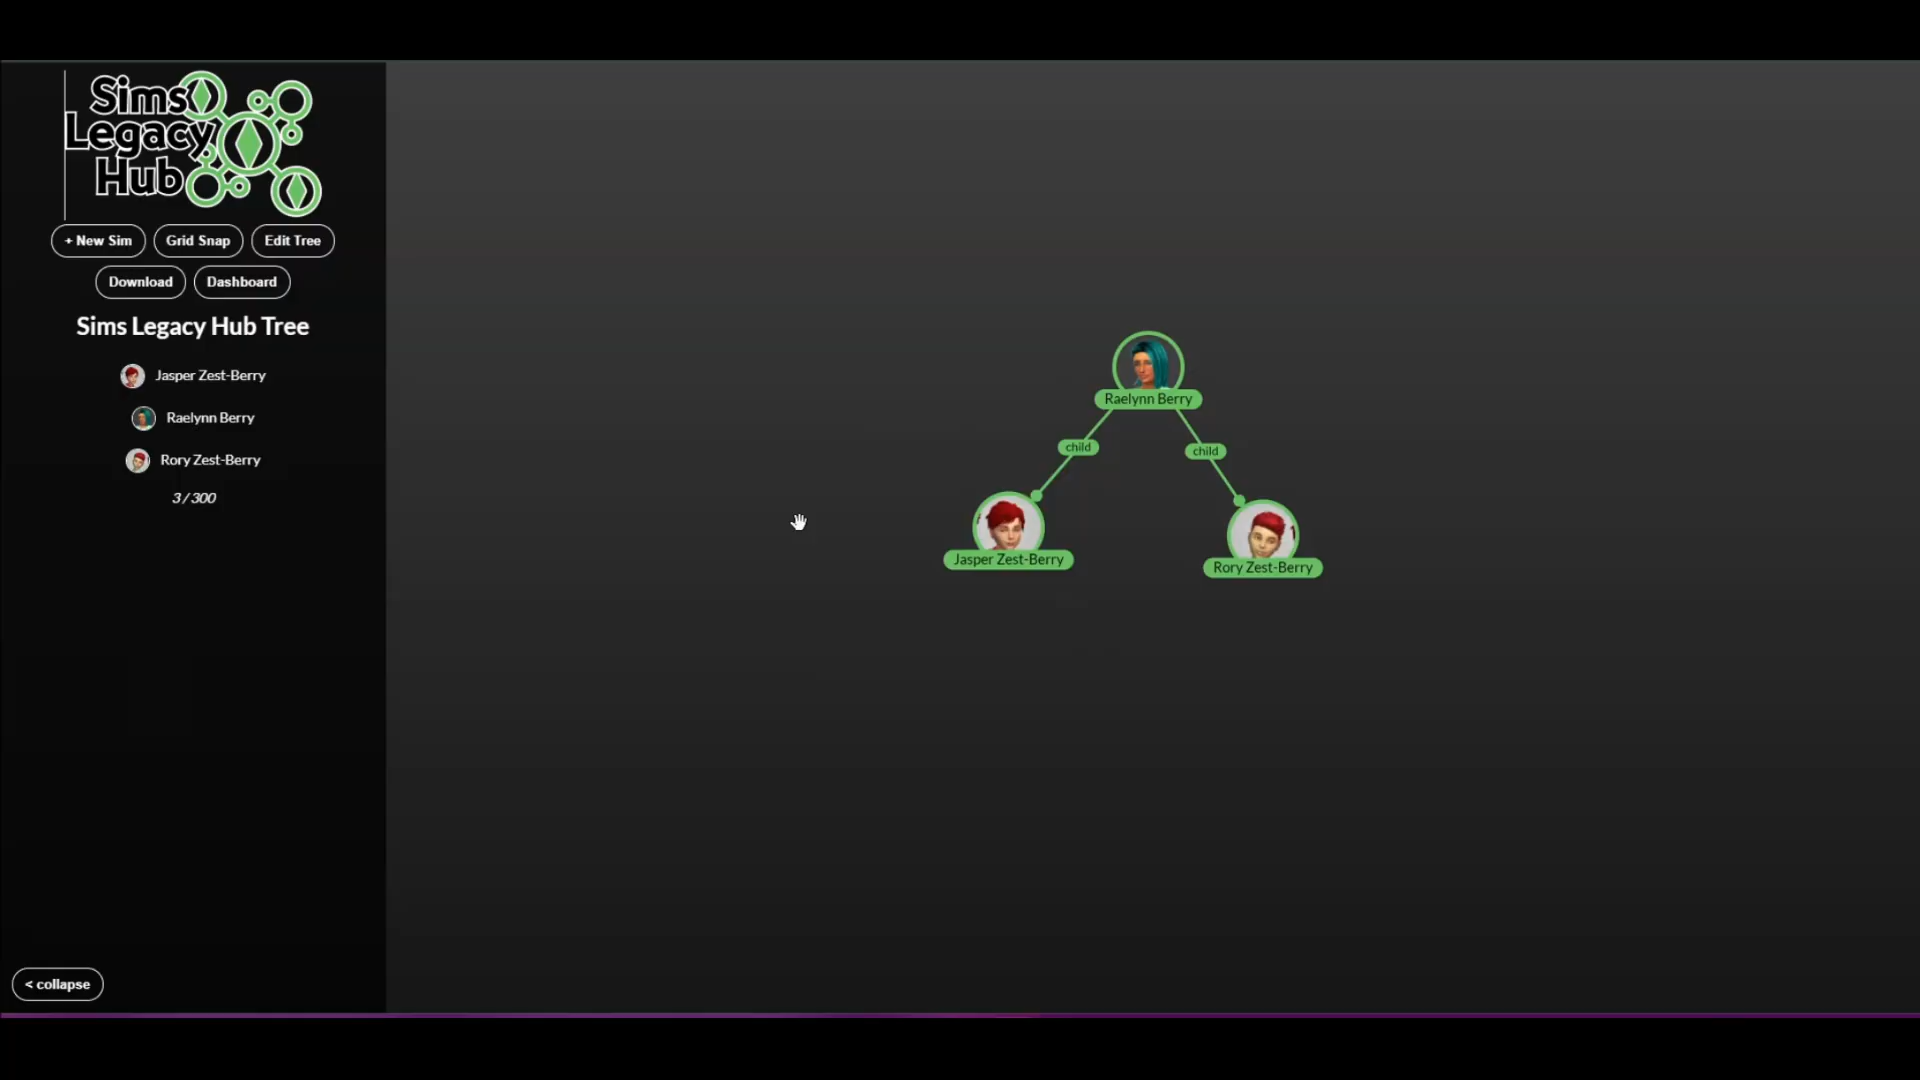 Sims
Legacy
Hub
+ New Sim
Grid Snap
Edit Tree
Download
Dashboard
Sims Legacy Hub Tree
Jasper Zest-Berry
Raelynn Berry
Rory Zest-Berry
3 / 300
< collapse
Raelynn Berry
child
child
Jasper Zest-Berry
Rory Zest-Berry